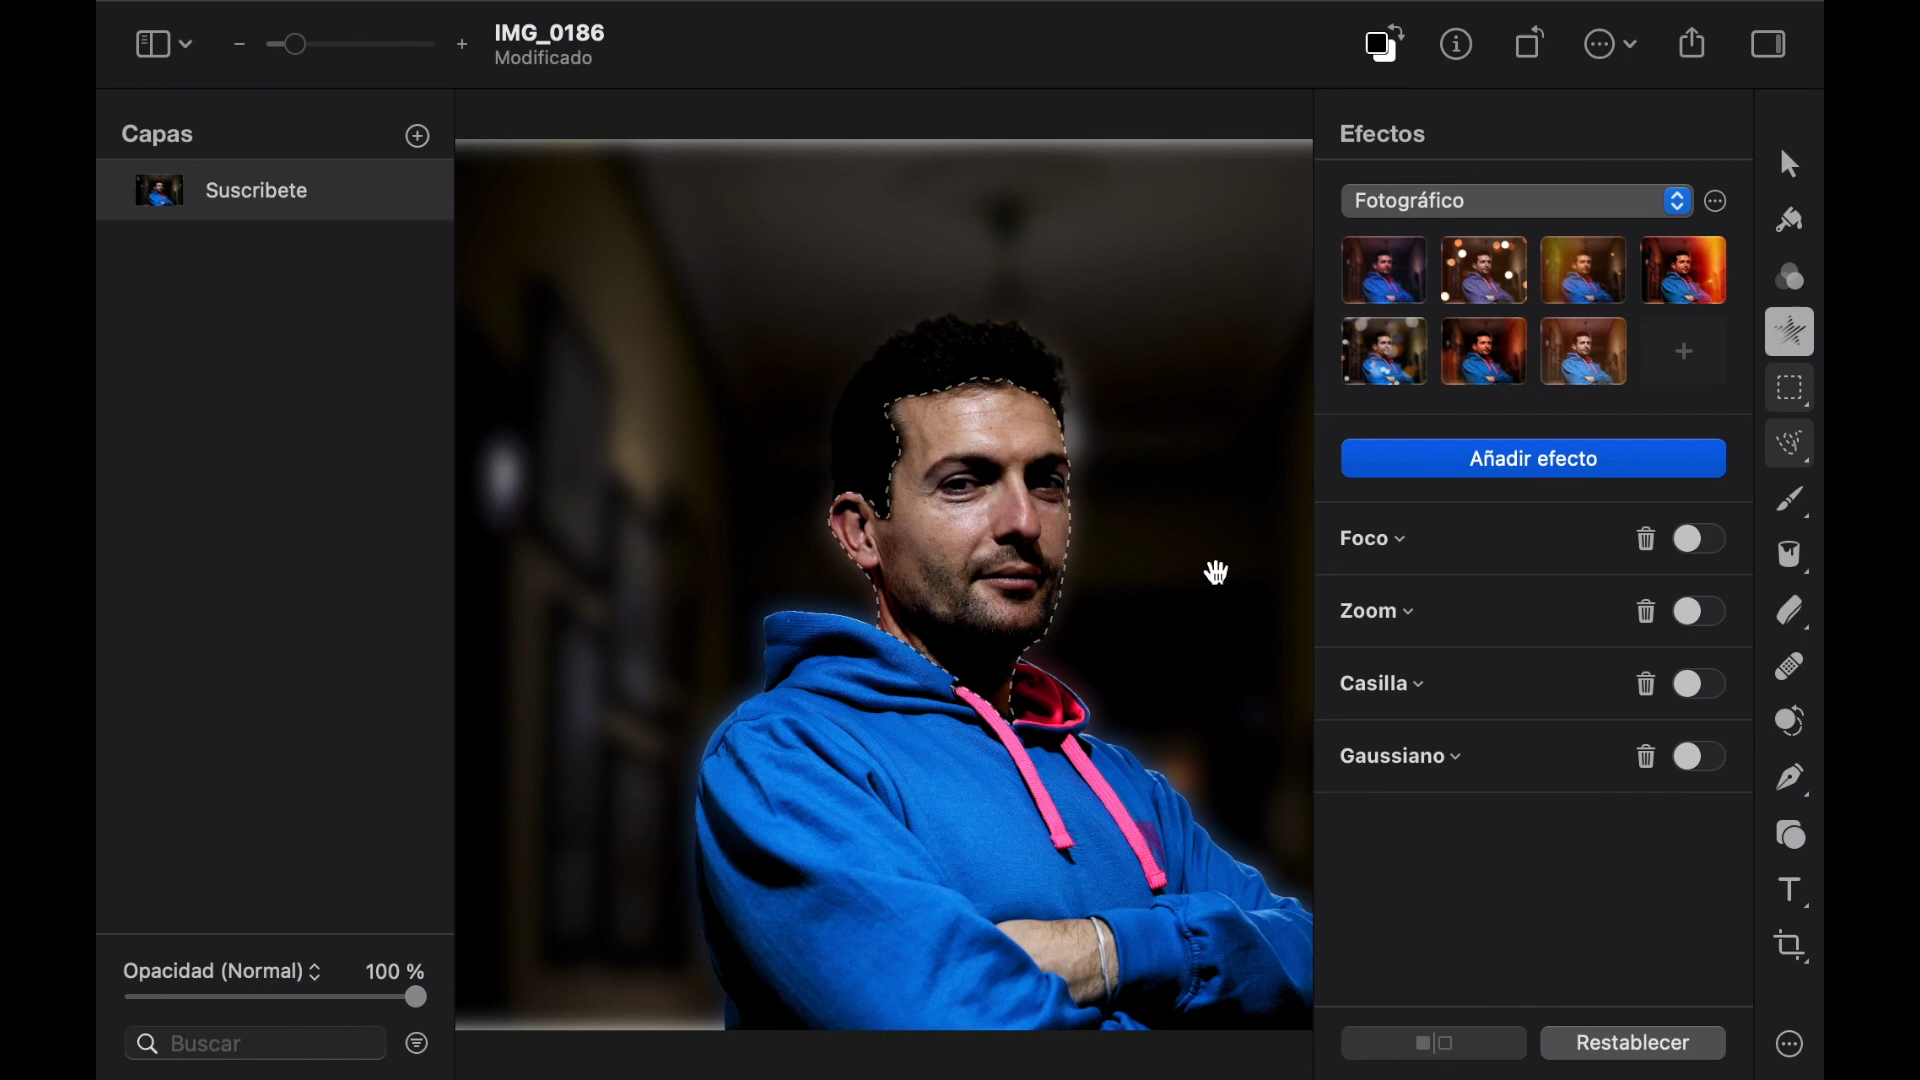 IMG_0186
Modificado
Capas
Suscribete
Opacidad (Normal)
100 %
Buscar
Efectos
Fotográfico
Añadir efecto
Foco
Zoom
Casilla
Gaussiano
Restablecer